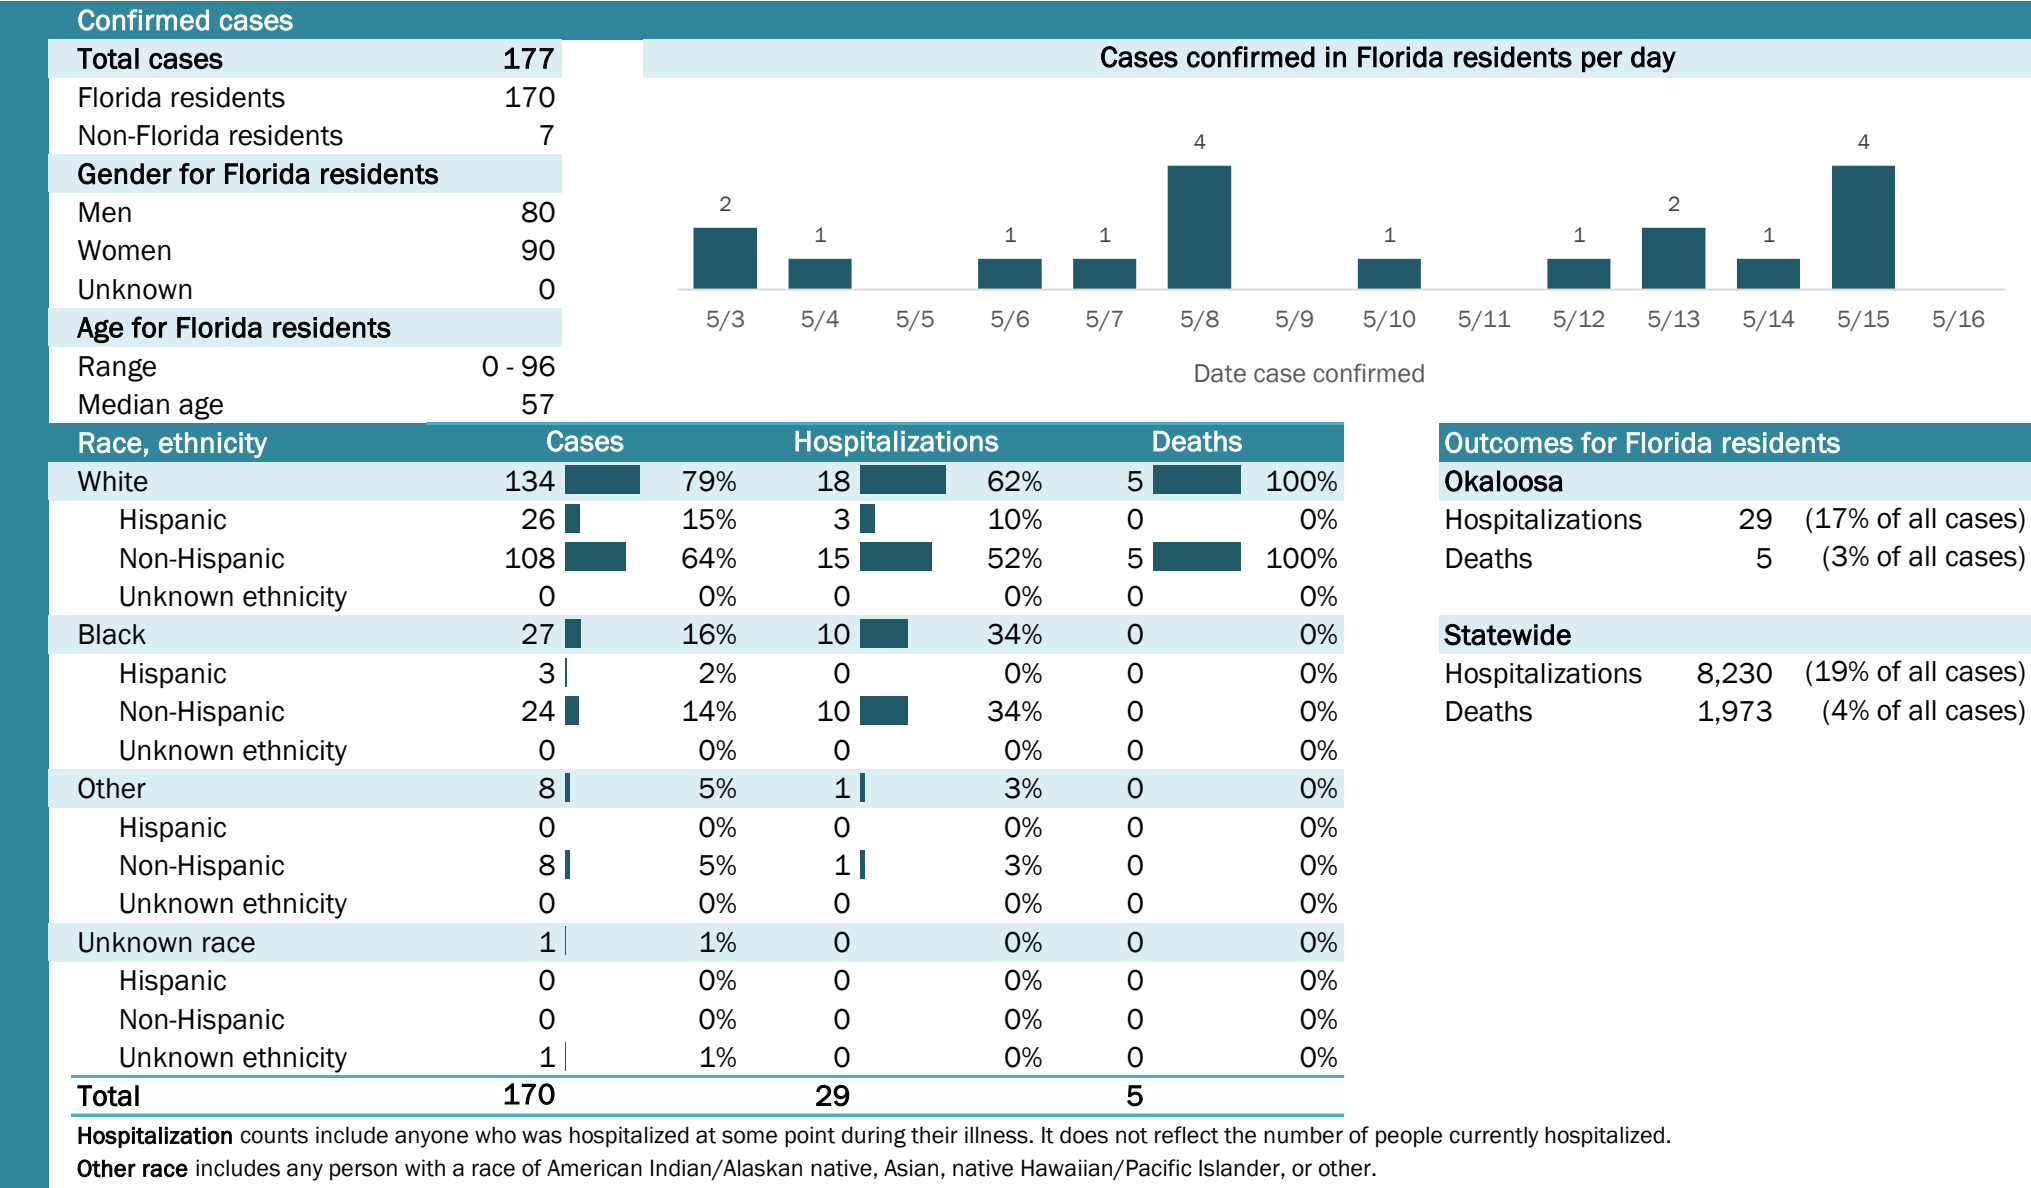 Confirmed cases
Total cases 177
Florida residents 170
Non-Florida residents 7
Gender for Florida residents
Men 80
Women 90
Unknown 0
Age for Florida residents
Range 0 - 96
Median age 57
Cases confirmed in Florida residents per day
2 1 1 1 4 1 1 2 1 4
5/3 5/4 5/5 5/6 5/7 5/8 5/9 5/10 5/11 5/12 5/13 5/14 5/15 5/16
Date case confirmed
Race, ethnicity Cases Hospitalizations Deaths
White 134 79% 18 62% 5 100%
Hispanic 26 15% 3 10% 0 0%
Non-Hispanic 108 64% 15 52% 5 100%
Unknown ethnicity 0 0% 0 0% 0 0%
Black 27 16% 10 34% 0 0%
Hispanic 3 2% 0 0% 0 0%
Non-Hispanic 24 14% 10 34% 0 0%
Unknown ethnicity 0 0% 0 0% 0 0%
Other 8 5% 1 3% 0 0%
Hispanic 0 0% 0 0% 0 0%
Non-Hispanic 8 5% 1 3% 0 0%
Unknown ethnicity 0 0% 0 0% 0 0%
Unknown race 1 1% 0 0% 0 0%
Hispanic 0 0% 0 0% 0 0%
Non-Hispanic 0 0% 0 0% 0 0%
Unknown ethnicity 1 1% 0 0% 0 0%
Total 170 29 5
Outcomes for Florida residents
Okaloosa
Hospitalizations 29 (17% of all cases)
Deaths 5 (3% of all cases)
Statewide
Hospitalizations 8,230 (19% of all cases)
Deaths 1,973 (4% of all cases)
Hospitalization counts include anyone who was hospitalized at some point during their illness. It does not reflect the number of people currently hospitalized.
Other race includes any person with a race of American Indian/Alaskan native, Asian, native Hawaiian/Pacific Islander, or other.